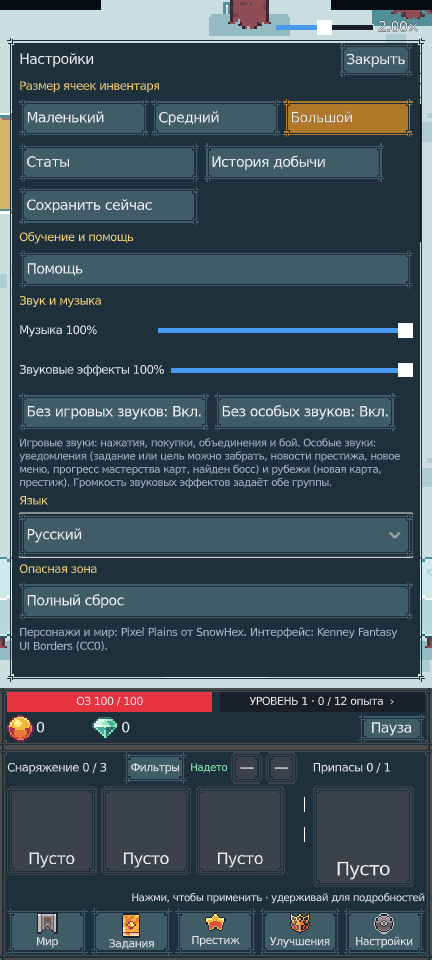 2.00×
Настройки
Закрыть
Размер ячеек инвентаря
Маленький
Средний
Большой
Статы
История добычи
Сохранить сейчас
Обучение и помощь
Помощь
Звук и музыка
Музыка 100%
Звуковые эффекты 100%
Без игровых звуков: Вкл.
Без особых звуков: Вкл.
Игровые звуки: нажатия, покупки, объединения и бой. Особые звуки:
уведомления (задание или цель можно забрать, новости престижа, новое
меню, прогресс мастерства карт, найден босс) и рубежи (новая карта,
престиж). Громкость звуковых эффектов задаёт обе группы.
Язык
Русский
Опасная зона
Полный сброс
Персонажи и мир: Pixel Plains от SnowHex. Интерфейс: Kenney Fantasy
UI Borders (CC0).
ОЗ 100 / 100
УРОВЕНЬ 1 · 0 / 12 опыта ›
0
0
Пауза
Снаряжение 0 / 3
Фильтры
Надето
—
—
Припасы 0 / 1
Пусто
Пусто
Пусто
Пусто
Нажми, чтобы применить · удерживай для подробностей
Мир
Задания
Престиж
Улучшения
Настройки